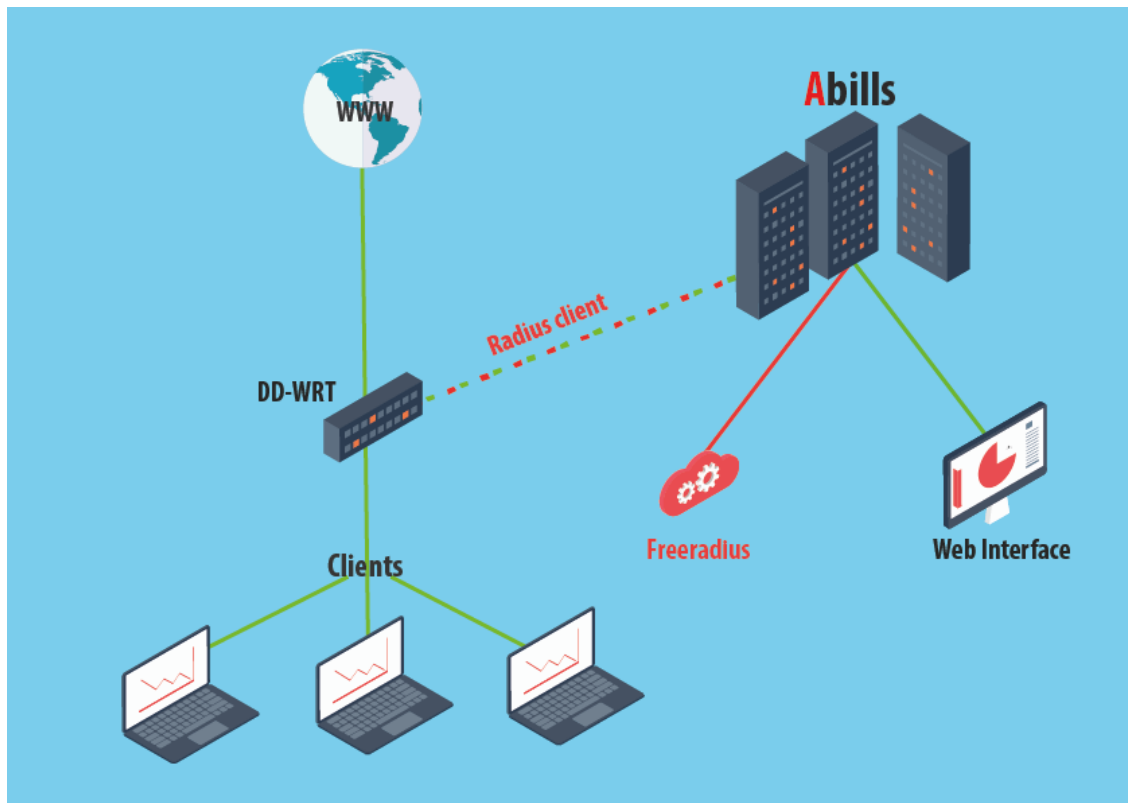 WWW
Abills
Radius client
DD-WRT
Freeradius
Web Interface
Clients